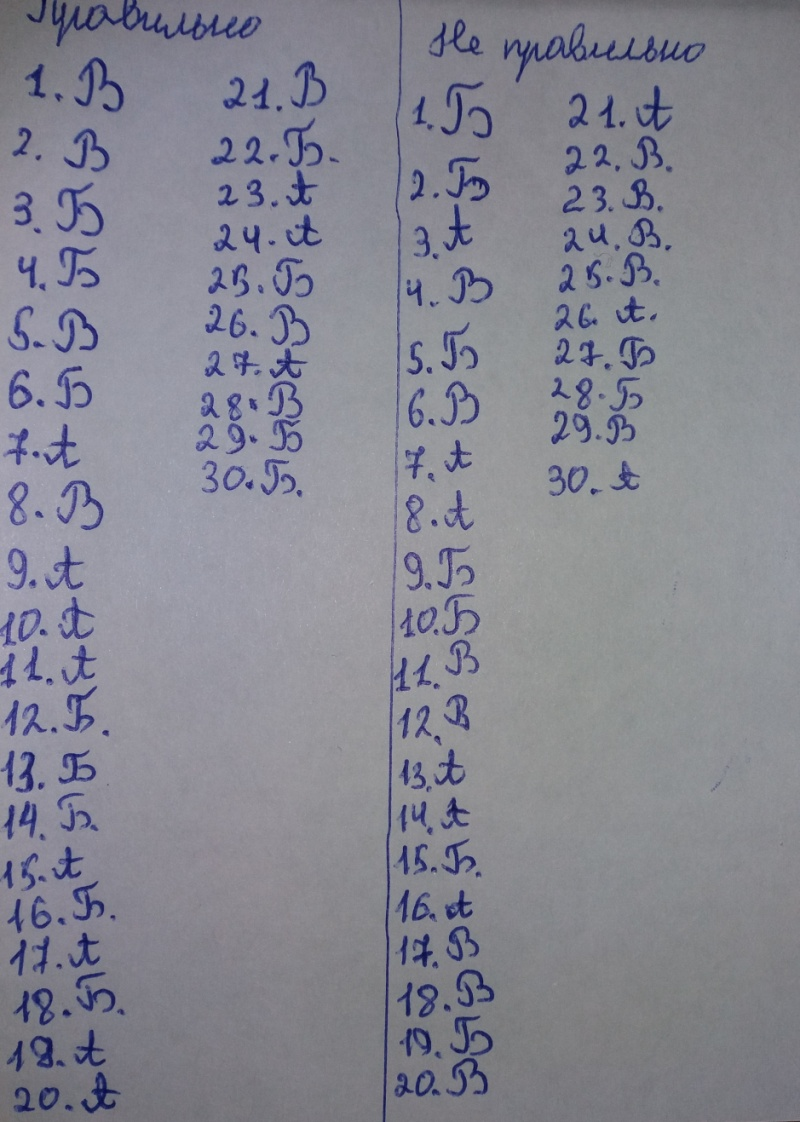 Правильно
1. В
2. В
3. Б
4. Б
5. В
6. Б
7. А
8. В
9. А
10. А
11. А
12. Б.
13. Б
14. Б.
15. А
16. Б.
17. А
18. Б.
19. А
20. А
21. В
22. Б.
23. А
24. А
25. Б
26. В
27. А
28. В
29. Б
30. Б.
Не правильно
1. Б
2. Б
3. А
4. В
5. Б
6. В
7. А
8. А
9. Б
10. Б
11. В
12. В
13. А
14. А
15. Б.
16. А
17. В
18. В
19. Б
20. В
21. А
22. В.
23. В.
24. В.
25. В.
26. А.
27. Б
28. Б
29. В
30. А